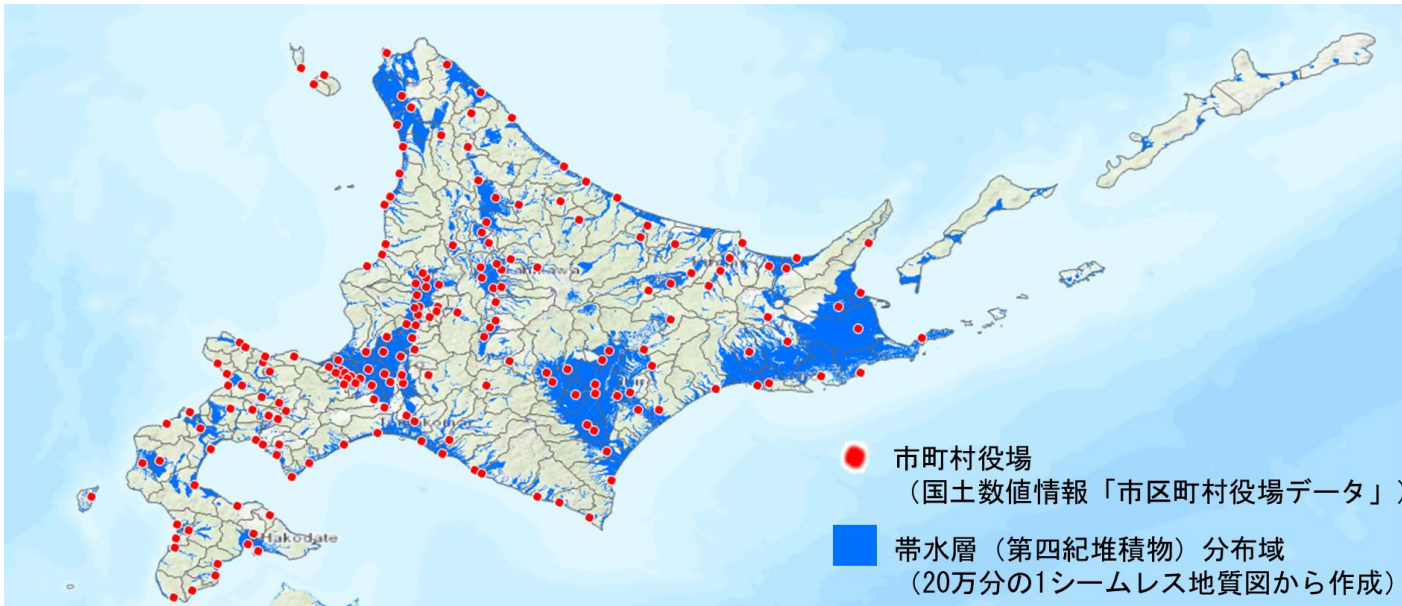 Hakodate
市町村役場
（国土数値情報「市区町村役場データ」）
帯水層（第四紀堆積物）分布域
（20万分の1シームレス地質図から作成）